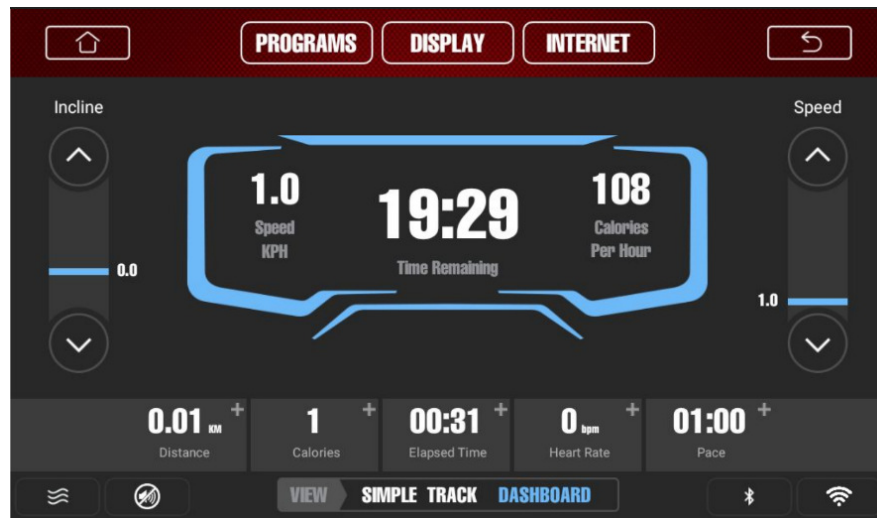 PROGRAMS DISPLAY INTERNET
Incline
Speed
1.0
Speed
KPH
19:29
Time Remaining
108
Calories
Per Hour
0.0
1.0
0.01 KM
Distance
1
Calories
00:31
Elapsed Time
0 bpm
Heart Rate
01:00
Pace
VIEW SIMPLE TRACK DASHBOARD